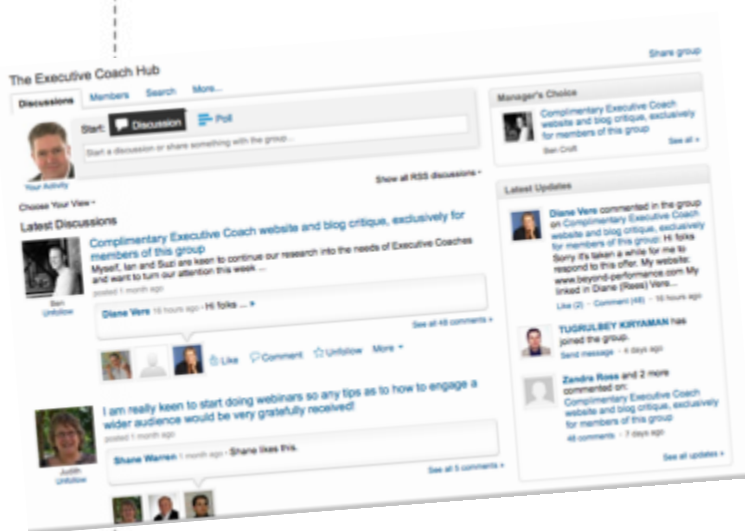 The Executive Coach Hub
Share group
Discussions Members Search More...
Start: Discussion Poll
Start a discussion or share something with the group...
Your Activity
Choose Your View
Show all RSS discussions
Latest Discussions
Complimentary Executive Coach website and blog critique, exclusively for
members of this group
Myself, Ian and Suzi are keen to continue our research into the needs of Executive Coaches
and want to turn our attention this week ...
posted 1 month ago
Ben
Unfollow
Diane Vere 16 hours ago - Hi folks ... »
See all 48 comments »
Like Comment Unfollow More
I am really keen to start doing webinars so any tips as to how to engage a
wider audience would be very gratefully received!
posted 1 month ago
Judith
Unfollow
Shane Warren 1 month ago - Shane likes this.
See all 5 comments »
Manager's Choice
Complimentary Executive Coach
website and blog critique, exclusively
for members of this group
Ben Croft
See all »
Latest Updates
Diane Vere commented in the group
on Complimentary Executive Coach
website and blog critique, exclusively
for members of this group: Hi folks
Sorry it's taken a while for me to
respond to this offer. My website:
www.beyond-performance.com My
linked in Diane (Rees) Vere...
Like (2) - Comment (48) - 16 hours ago
TUGRULBEY KIRYAMAN has
joined the group.
Send message - 4 days ago
Zandra Ross and 2 more
commented on:
Complimentary Executive Coach
website and blog critique, exclusively
for members of this group
48 comments - 7 days ago
See all updates »